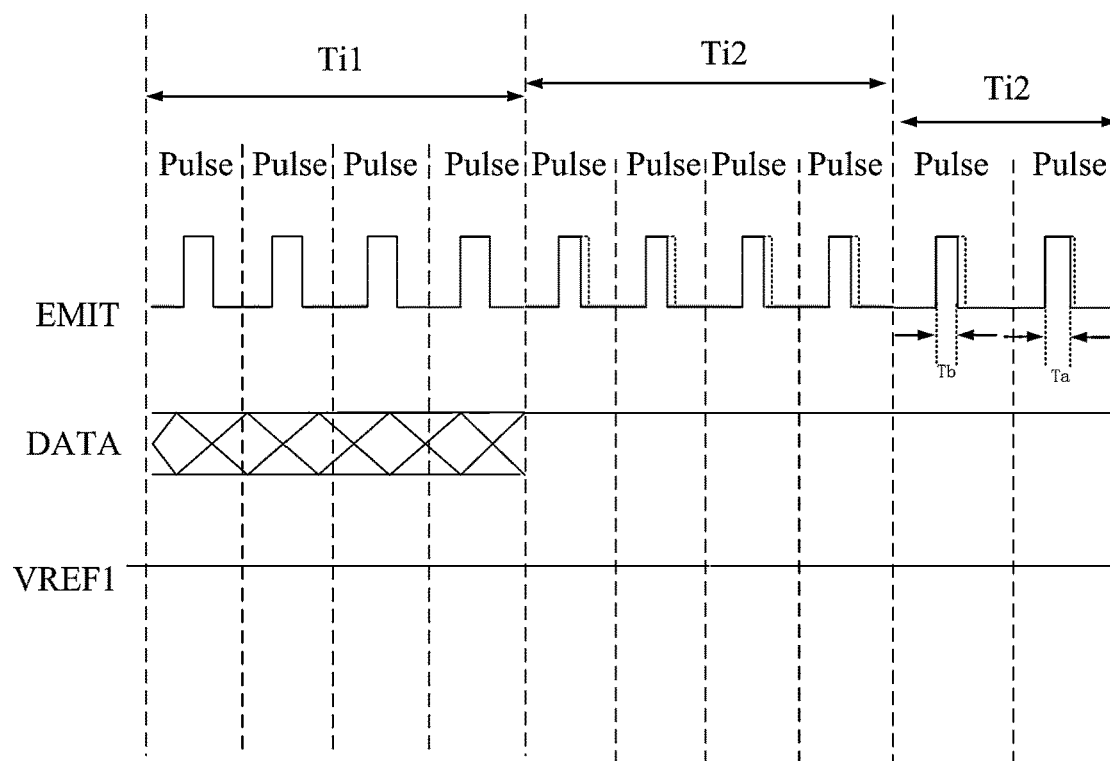 Ti1
Ti2
Ti2
Pulse Pulse Pulse Pulse Pulse Pulse Pulse Pulse Pulse Pulse
EMIT
Tb
Ta
DATA
VREF1